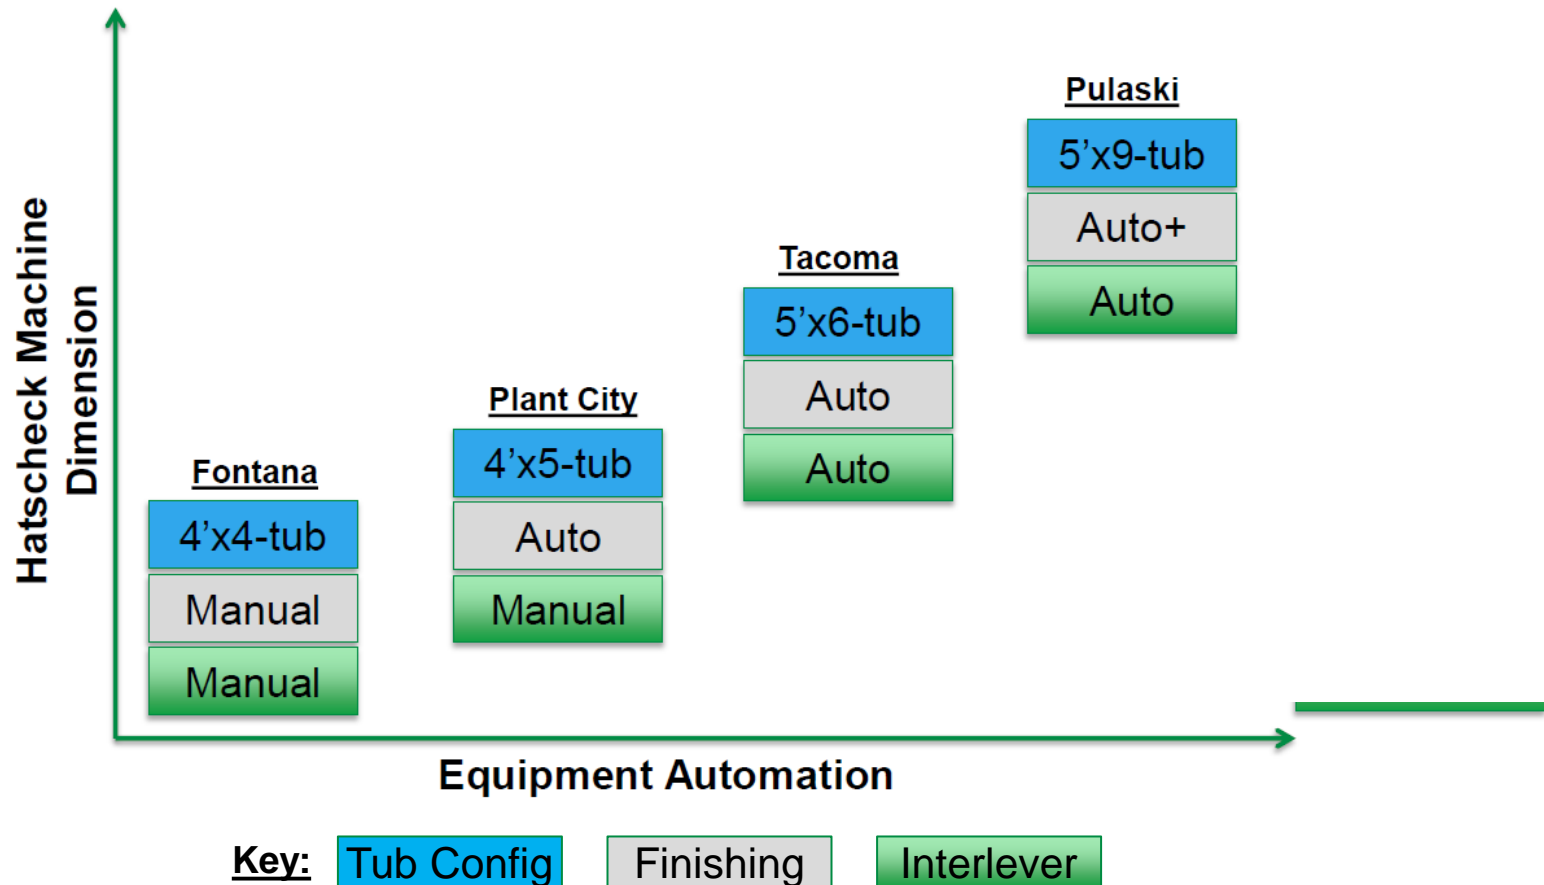 Pulaski
5’x9-tub
Auto+
Auto
Tacoma
5’x6-tub
Auto
Auto
Plant City
4’x5-tub
Auto
Manual
Fontana
4’x4-tub
Manual
Manual
Hatscheck Machine
Dimension
Equipment Automation
Key: Tub Config Finishing Interlever